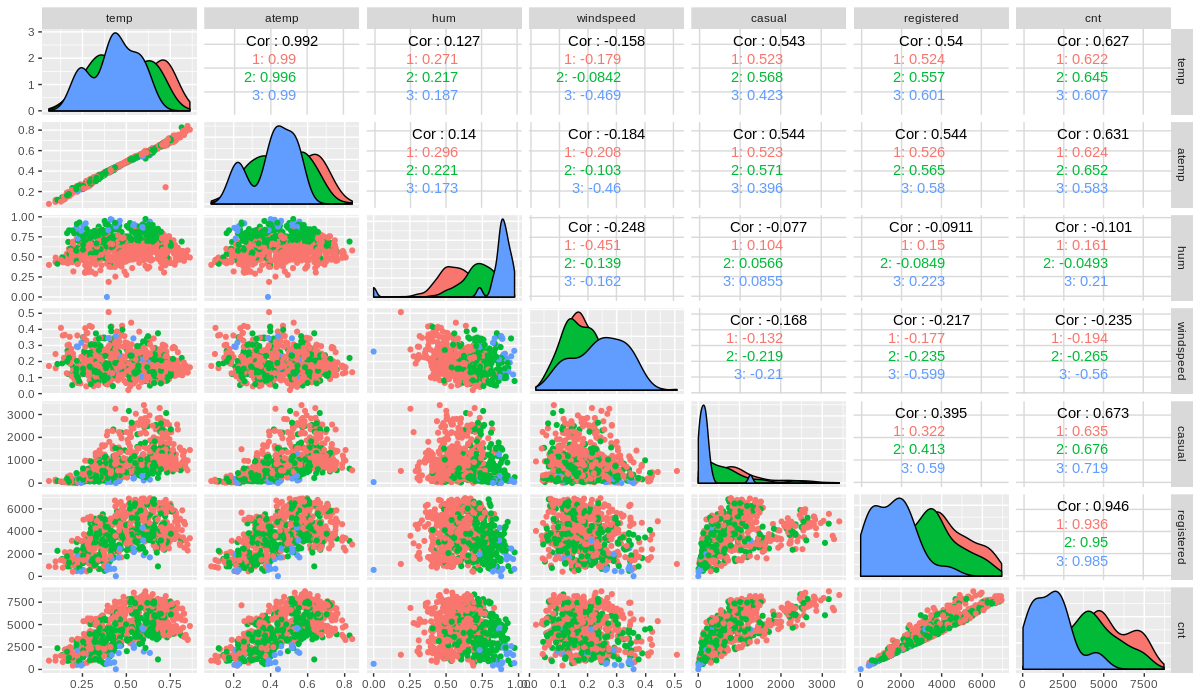 temp atemp hum windspeed casual registered cnt
3 Cor : 0.992 Cor : 0.127 Cor : -0.158 Cor : 0.543 Cor : 0.54 Cor : 0.627
2 1: 0.99 1: 0.271 1: -0.179 1: 0.523 1: 0.524 1: 0.622 temp
1 2: 0.996 2: 0.217 2: -0.0842 2: 0.568 2: 0.557 2: 0.645
0 3: 0.99 3: 0.187 3: -0.469 3: 0.423 3: 0.601 3: 0.607
0.8 Cor : 0.14 Cor : -0.184 Cor : 0.544 Cor : 0.544 Cor : 0.631
0.6 1: 0.296 1: -0.208 1: 0.523 1: 0.526 1: 0.624 atemp
0.4 2: 0.221 2: -0.103 2: 0.571 2: 0.565 2: 0.652
0.2 3: 0.173 3: -0.46 3: 0.396 3: 0.58 3: 0.583
1.00 Cor : -0.248 Cor : -0.077 Cor : -0.0911 Cor : -0.101
0.75 1: -0.451 1: 0.104 1: 0.15 1: 0.161 hum
0.50 2: -0.139 2: 0.0566 2: -0.0849 2: -0.0493
0.25 3: -0.162 3: 0.0855 3: 0.223 3: 0.21
0.00
0.5 Cor : -0.168 Cor : -0.217 Cor : -0.235
0.4 1: -0.132 1: -0.177 1: -0.194
0.3 2: -0.219 2: -0.235 2: -0.265 windspeed
0.2 3: -0.21 3: -0.599 3: -0.56
0.1
0.0
3000 Cor : 0.395 Cor : 0.673
2000 1: 0.322 1: 0.635 casual
1000 2: 0.413 2: 0.676
0 3: 0.59 3: 0.719
6000 Cor : 0.946
4000 1: 0.936 registered
2000 2: 0.95
0 3: 0.985
7500
5000 cnt
2500
0
0.25 0.50 0.75 0.2 0.4 0.6 0.8 0.00 0.25 0.50 0.75 1.00 0.0 0.1 0.2 0.3 0.4 0.5 0 1000 2000 3000 0 2000 4000 6000 0 2500 5000 7500